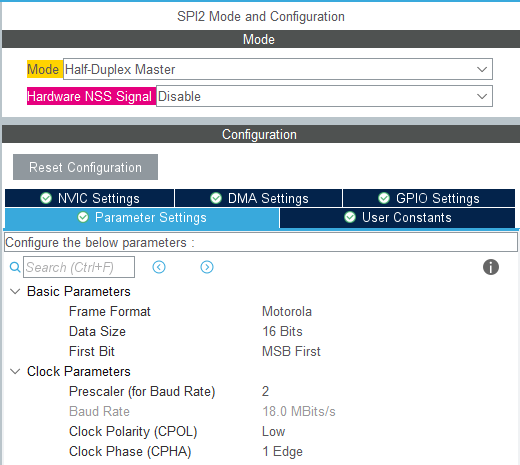 SPI2 Mode and Configuration
Mode
Mode Half-Duplex Master
Hardware NSS Signal Disable
Configuration
Reset Configuration
NVIC Settings DMA Settings GPIO Settings
Parameter Settings User Constants
Configure the below parameters :
Search (Ctrl+F)
Basic Parameters
Frame Format Motorola
Data Size 16 Bits
First Bit MSB First
Clock Parameters
Prescaler (for Baud Rate) 2
Baud Rate 18.0 MBits/s
Clock Polarity (CPOL) Low
Clock Phase (CPHA) 1 Edge